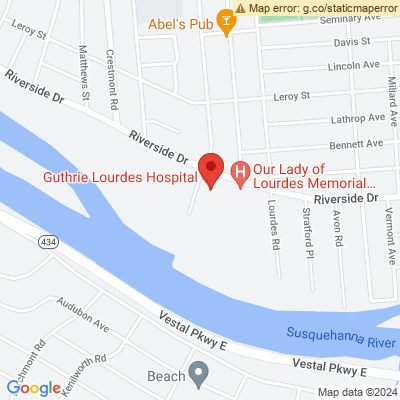 Map error: g.co/staticmaperror
Leroy St
Abel's Pub
Seminary Ave
Davis St
Matthews St
Crestmont Rd
Lincoln Ave
Riverside Dr
Leroy St
Millard Ave
Lathrop Ave
Riverside Dr
Bennett Ave
Guthrie Lourdes Hospital
H
Our Lady of
Lourdes Memorial...
Riverside Dr
Lourdes Rd
Stratford Pl
Avon Rd
Vermont Ave
434
Audubon Ave
Vestal Pkwy E
Susquehanna River
chmont Rd
Kenilworth Rd
Vestal Pkwy E
Beach
Google
Map data ©2024